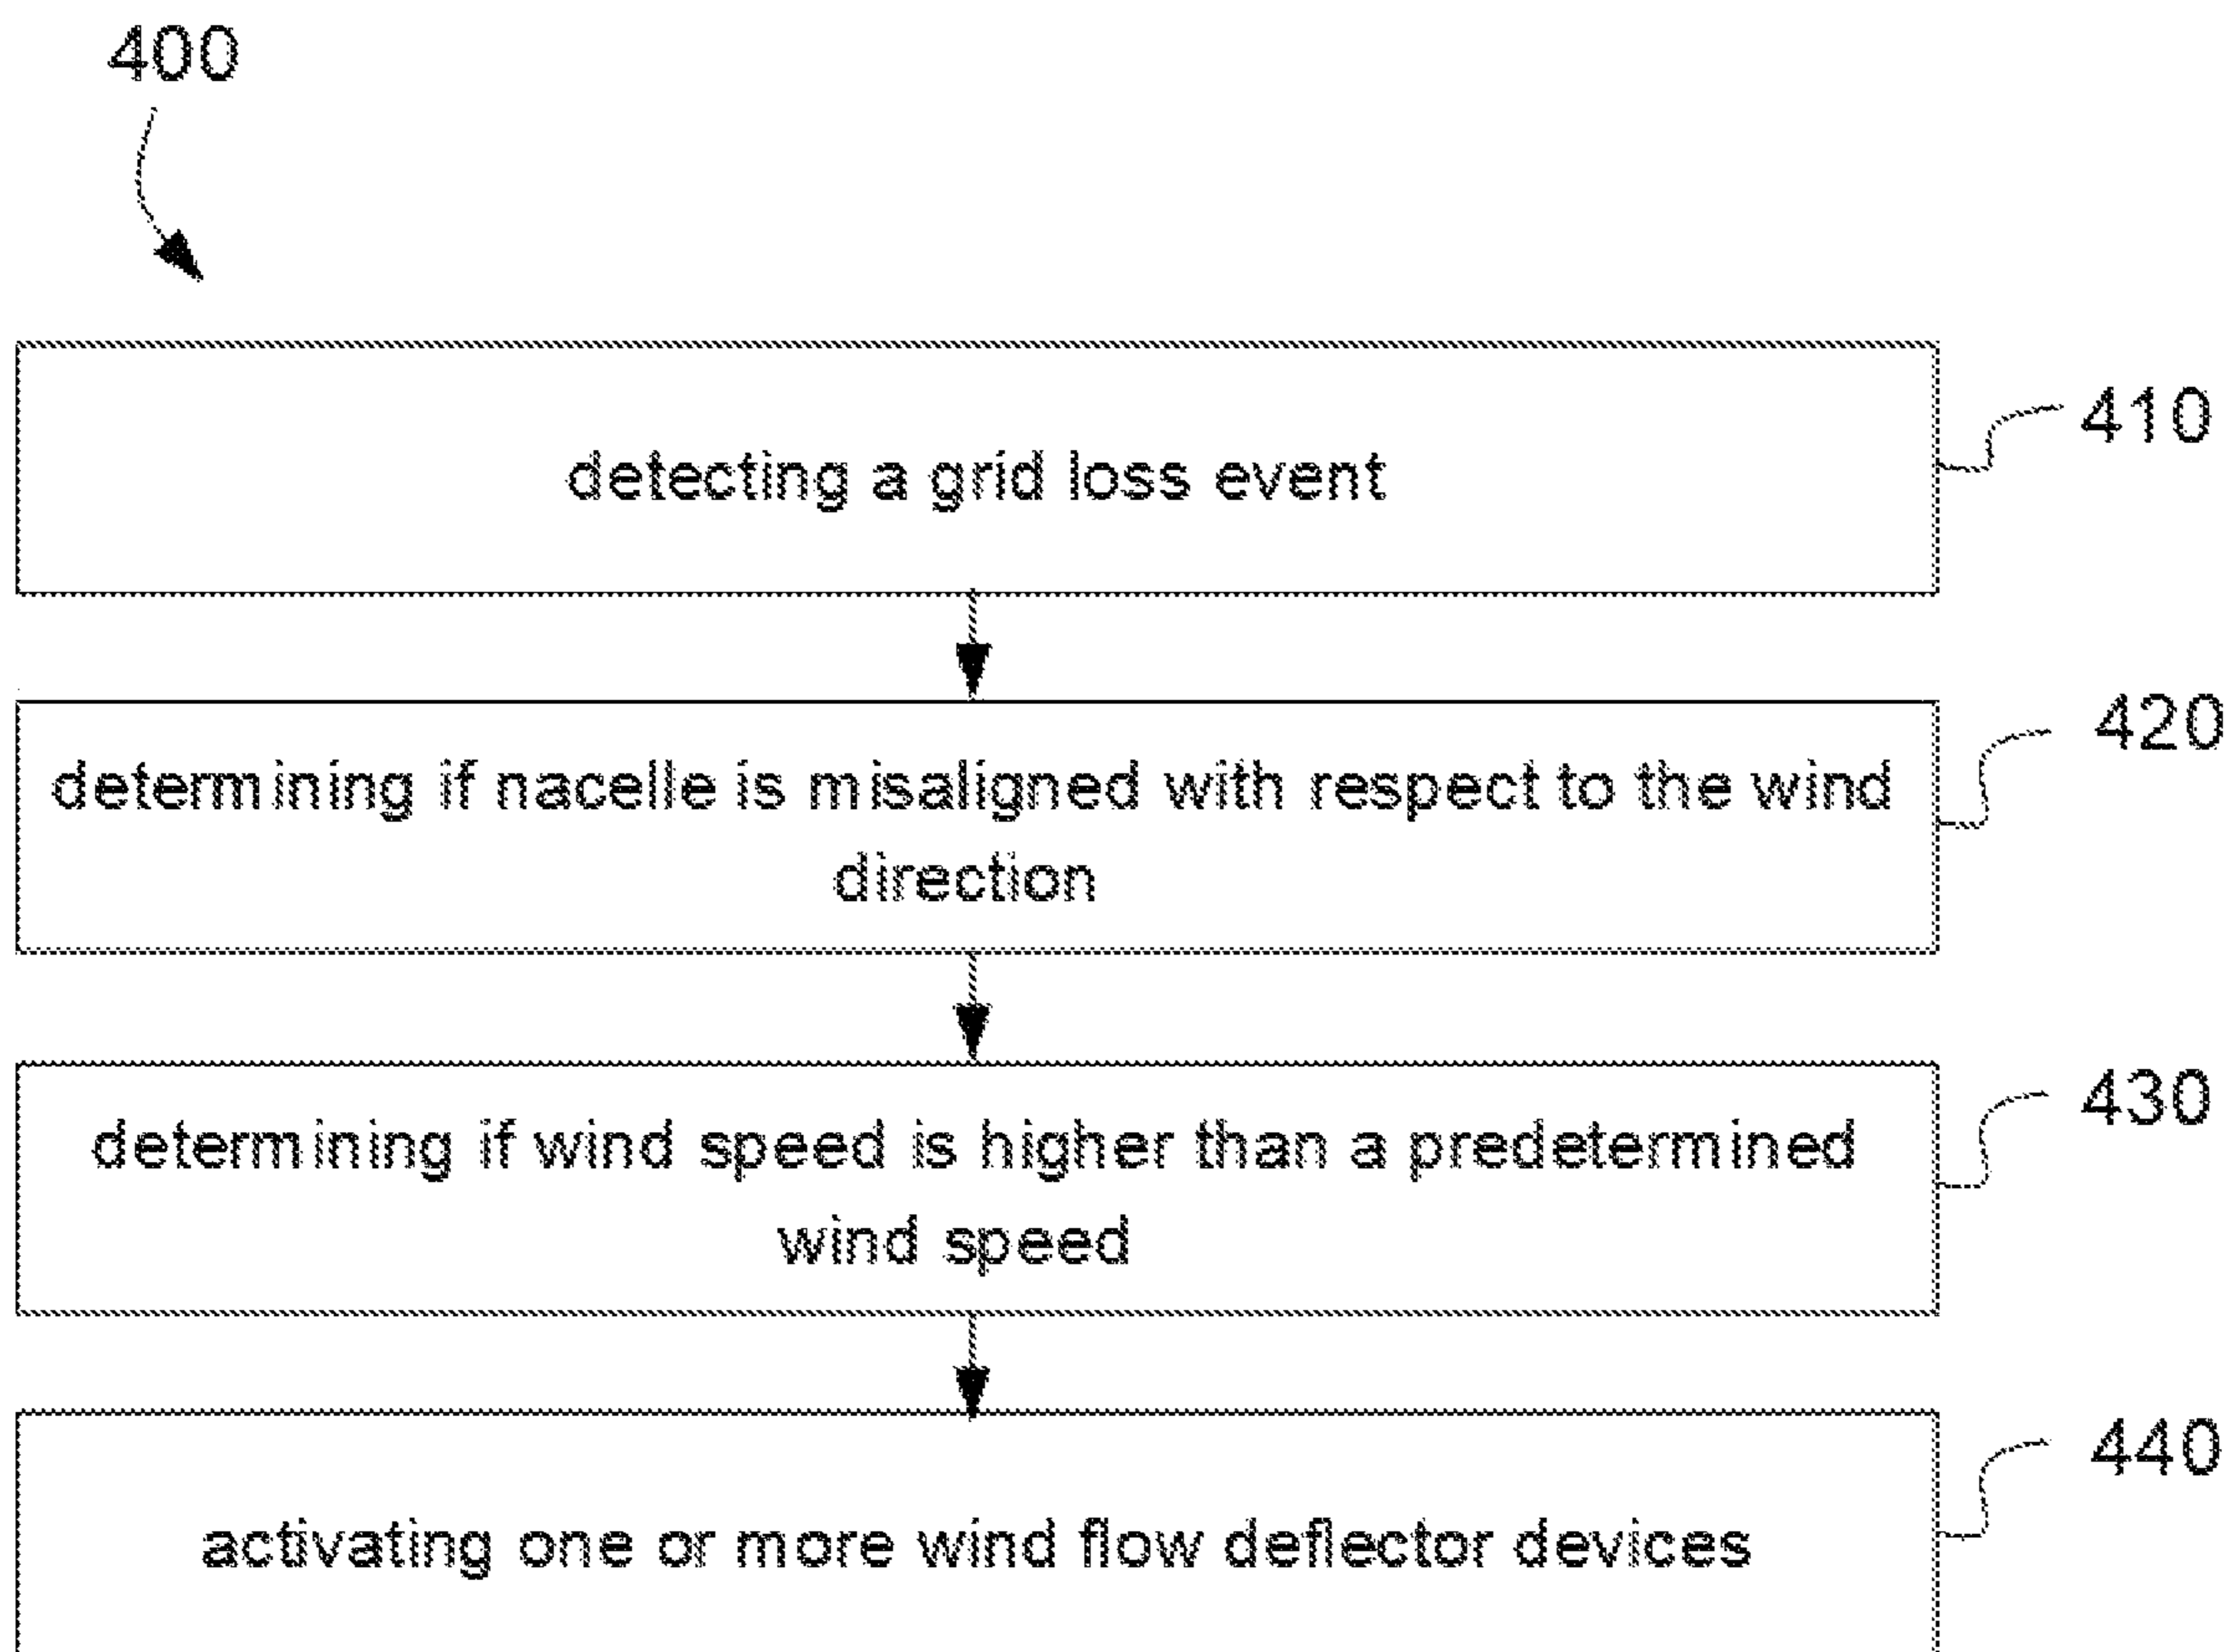 400
detecting a grid loss event
410
determining if nacelle is misaligned with respect to the wind
direction
420
determining if wind speed is higher than a predetermined
wind speed
430
activating one or more wind flow deflector devices
440